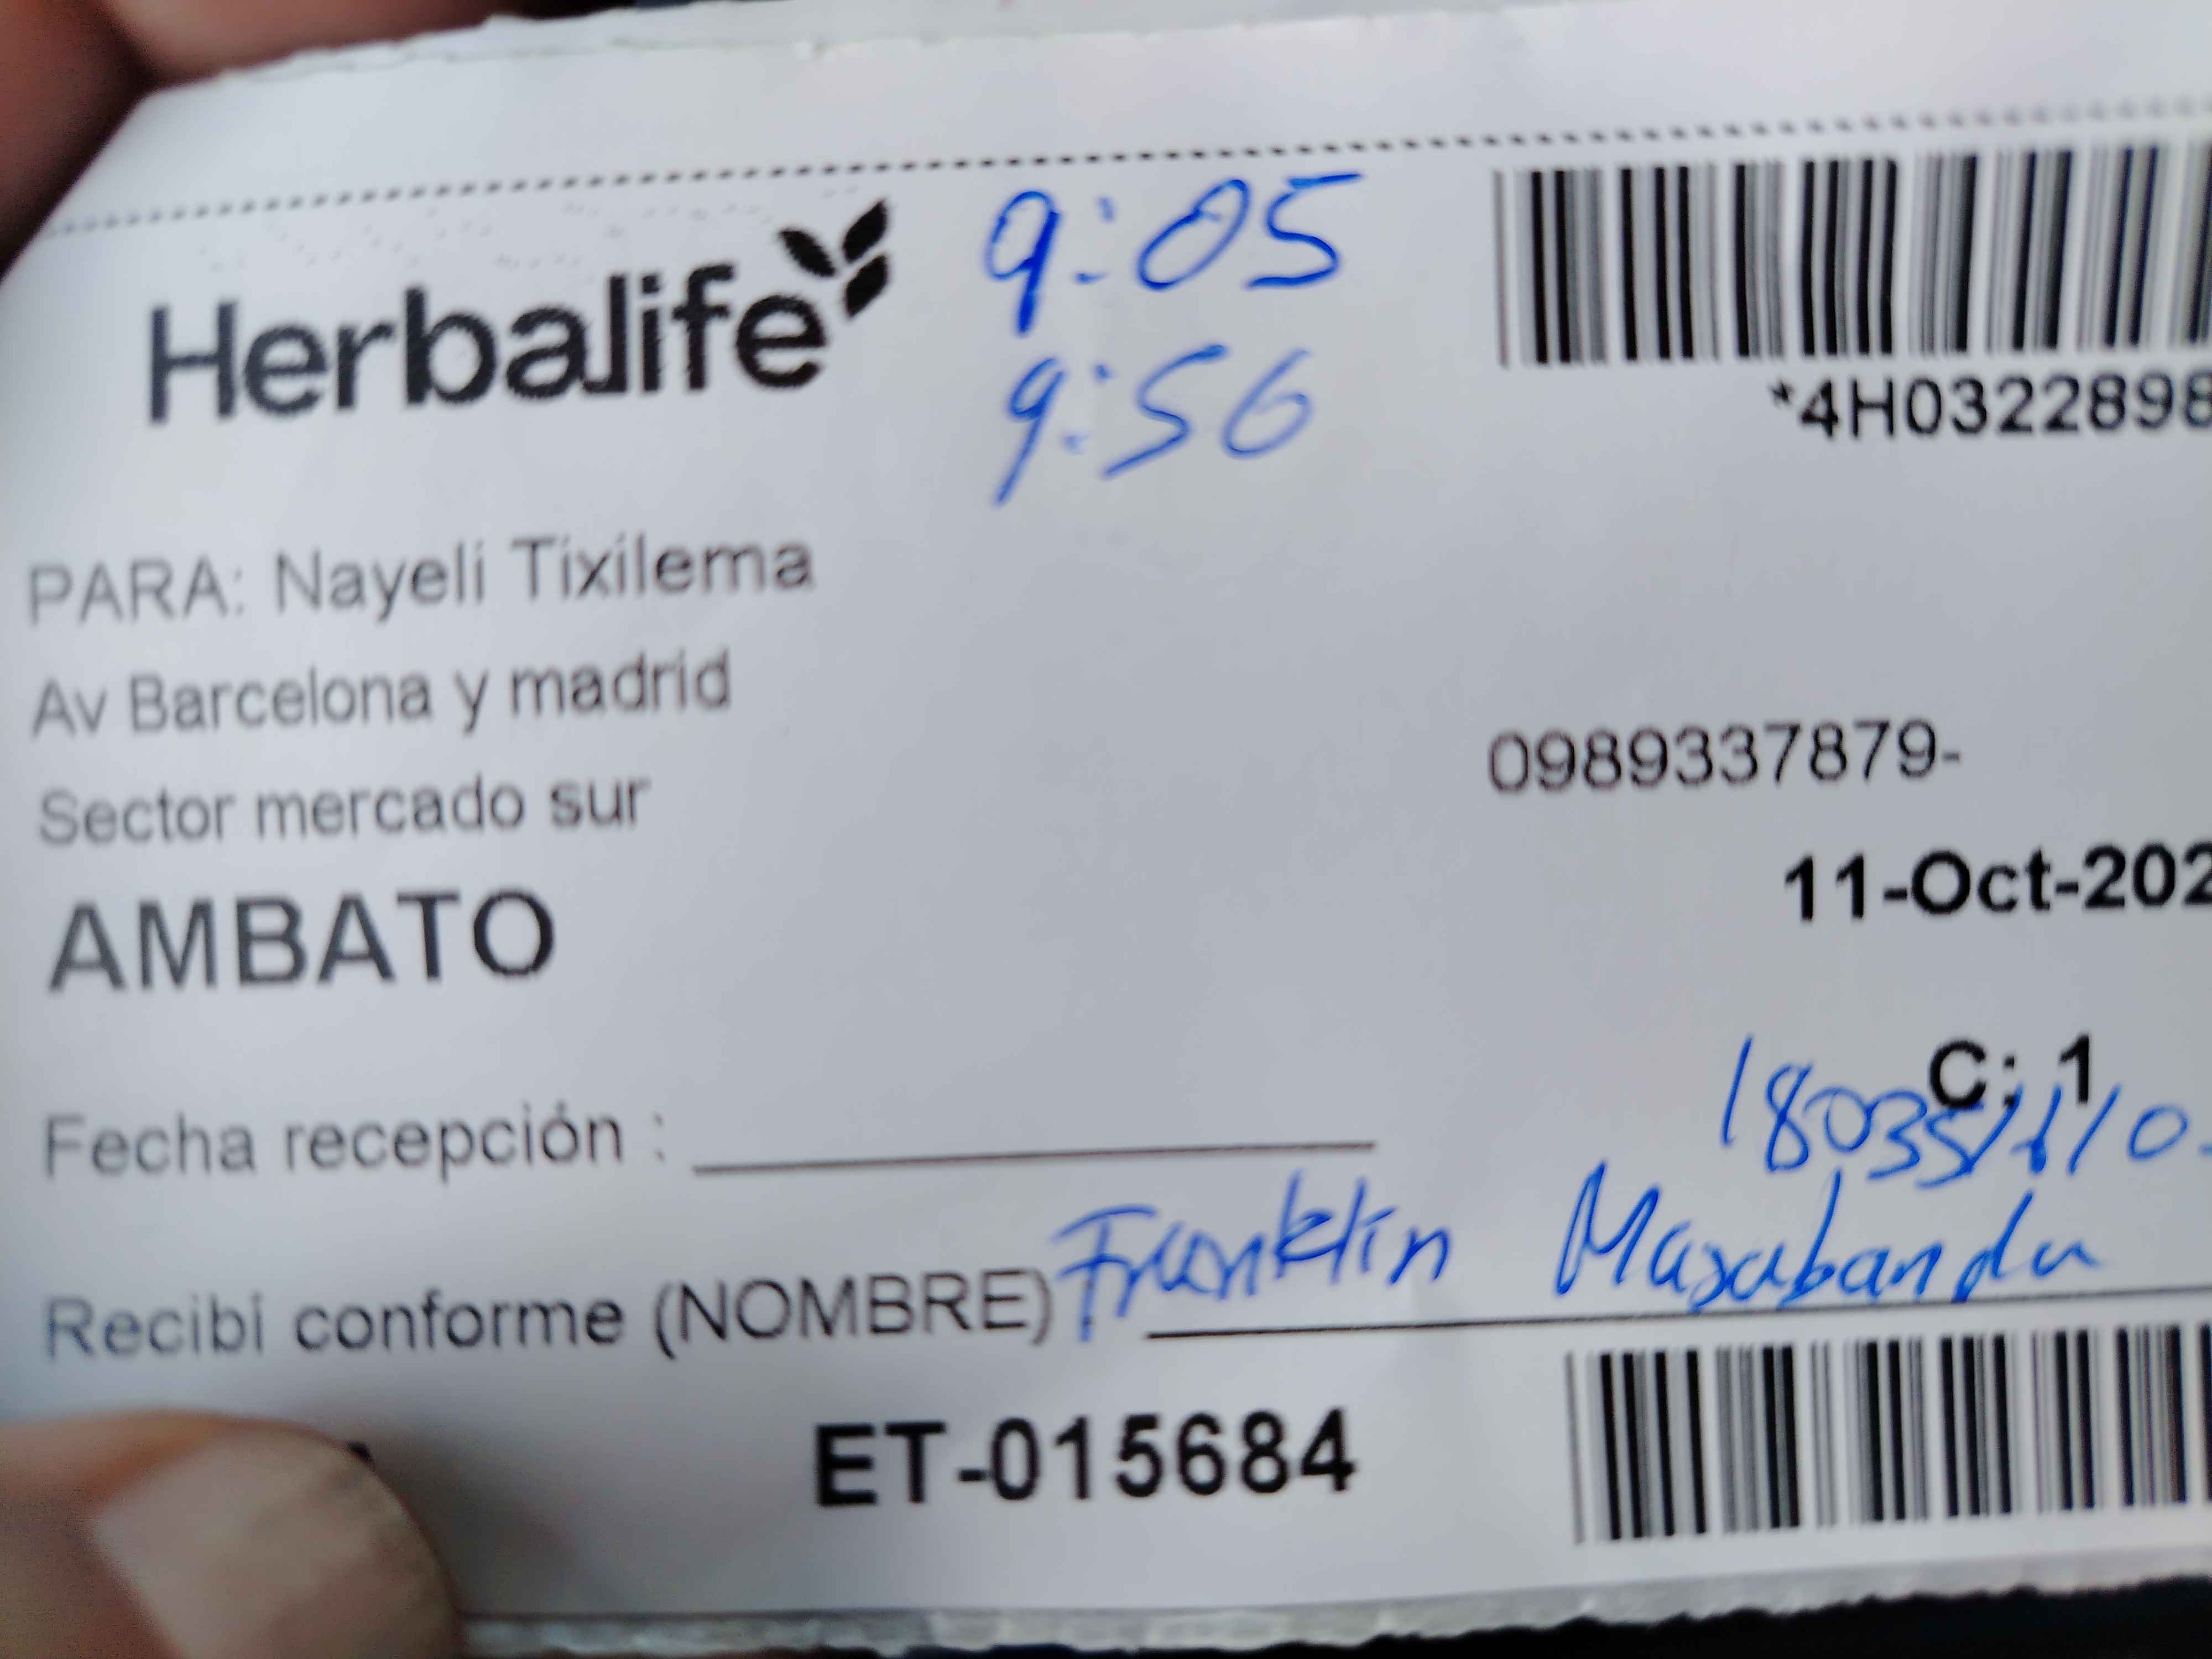 Herbalife
9:05
9:56
*4H0322898
PARA: Nayeli Tixilema
Av Barcelona y madrid
Sector mercado sur
0989337879-
AMBATO
11-Oct-202
C: 1
Fecha recepción :
Recibí conforme (NOMBRE) Franklin Masabanda
ET-015684